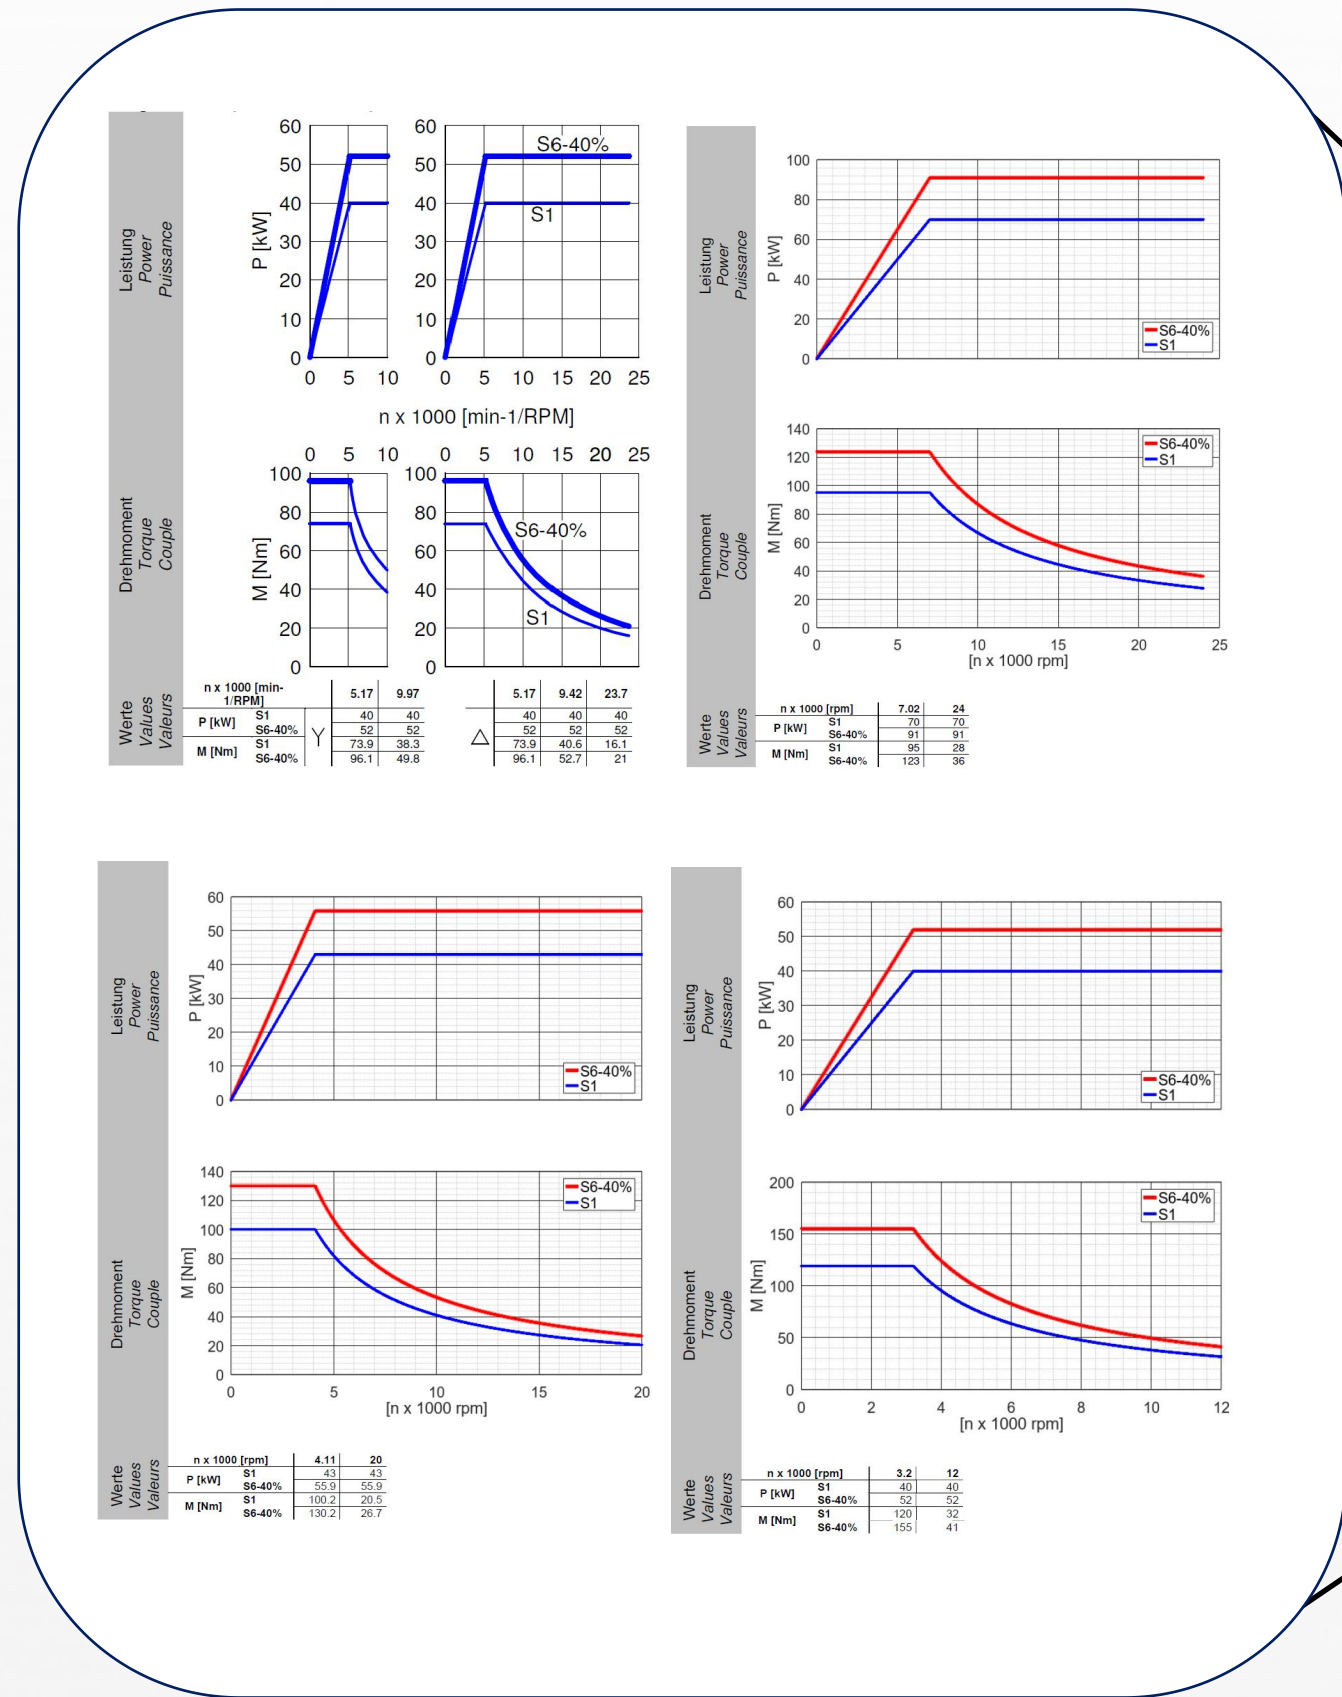 Leistung
Power
Puissance
P [kW]
60
50
40
30
20
10
0
0 5 10
60
50
40
30
20
10
0
0 5 10 15 20 25
S6-40%
S1
n x 1000 [min-1/RPM]
Drehmoment
Torque
Couple
M [Nm]
0 5 10
100
80
60
40
20
0
0 5 10 15 20 25
100
80
60
40
20
0
S6-40%
S1
Werte
Values
Valeurs
n x 1000 [min-
1/RPM] 5.17 9.97 5.17 9.42 23.7
P [kW] S1 40 40 40 40 40
S6-40% Y 52 52 △ 52 52 52
M [Nm] S1 73.9 38.3 73.9 40.6 16.1
S6-40% 96.1 49.8 96.1 52.7 21
Leistung
Power
Puissance
P [kW]
100
80
60
40
20
0
S6-40%
S1
Drehmoment
Torque
Couple
M [Nm]
140
120
100
80
60
40
20
0
S6-40%
S1
0 5 10 15 20 25
[n x 1000 rpm]
Werte
Values
Valeurs
n x 1000 [rpm] 7.02 24
P [kW] S1 70 70
S6-40% 91 91
M [Nm] S1 95 28
S6-40% 123 36
Leistung
Power
Puissance
P [kW]
60
50
40
30
20
10
0
S6-40%
S1
Drehmoment
Torque
Couple
M [Nm]
140
120
100
80
60
40
20
0
S6-40%
S1
0 5 10 15 20
[n x 1000 rpm]
Werte
Values
Valeurs
n x 1000 [rpm] 4.11 20
P [kW] S1 43 43
S6-40% 55.9 55.9
M [Nm] S1 100.2 20.5
S6-40% 130.2 26.7
Leistung
Power
Puissance
P [kW]
60
50
40
30
20
10
0
S6-40%
S1
Drehmoment
Torque
Couple
M [Nm]
200
150
100
50
0
S6-40%
S1
0 2 4 6 8 10 12
[n x 1000 rpm]
Werte
Values
Valeurs
n x 1000 [rpm] 3.2 12
P [kW] S1 40 40
S6-40% 52 52
M [Nm] S1 120 32
S6-40% 155 41